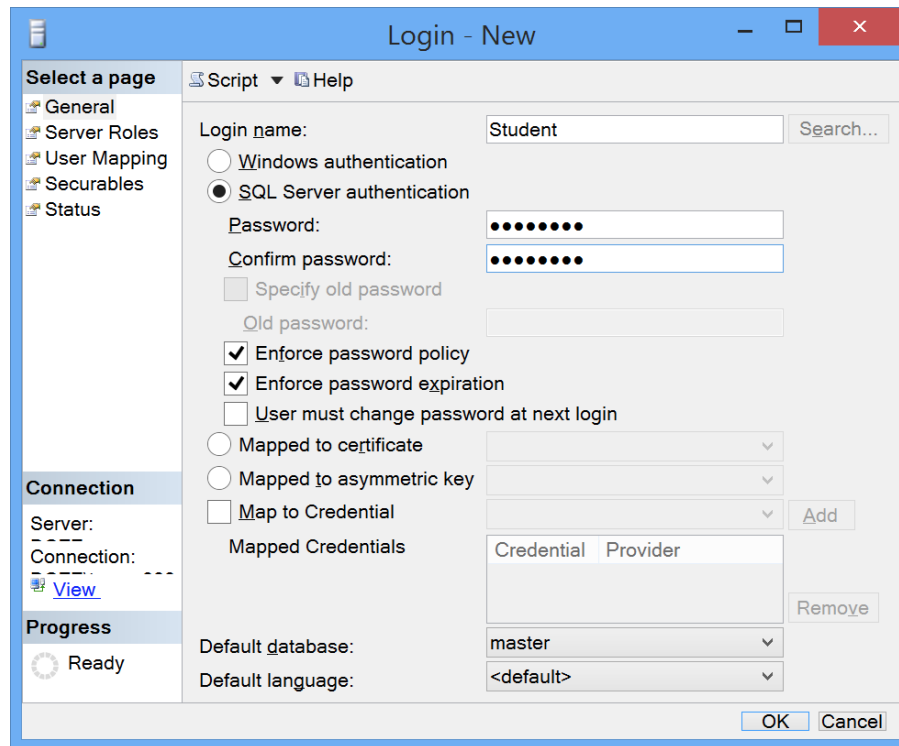 Login - New
Select a page
General
Server Roles
User Mapping
Securables
Status
Script Help
Login name: Student Search...
Windows authentication
SQL Server authentication
Password: ●●●●●●●●
Confirm password: ●●●●●●●●
Specify old password
Old password:
Enforce password policy
Enforce password expiration
User must change password at next login
Mapped to certificate
Mapped to asymmetric key
Map to Credential Add
Mapped Credentials Credential Provider
Remove
Default database: master
Default language: <default>
Connection
Server:
Connection:
View
Progress
Ready
OK Cancel